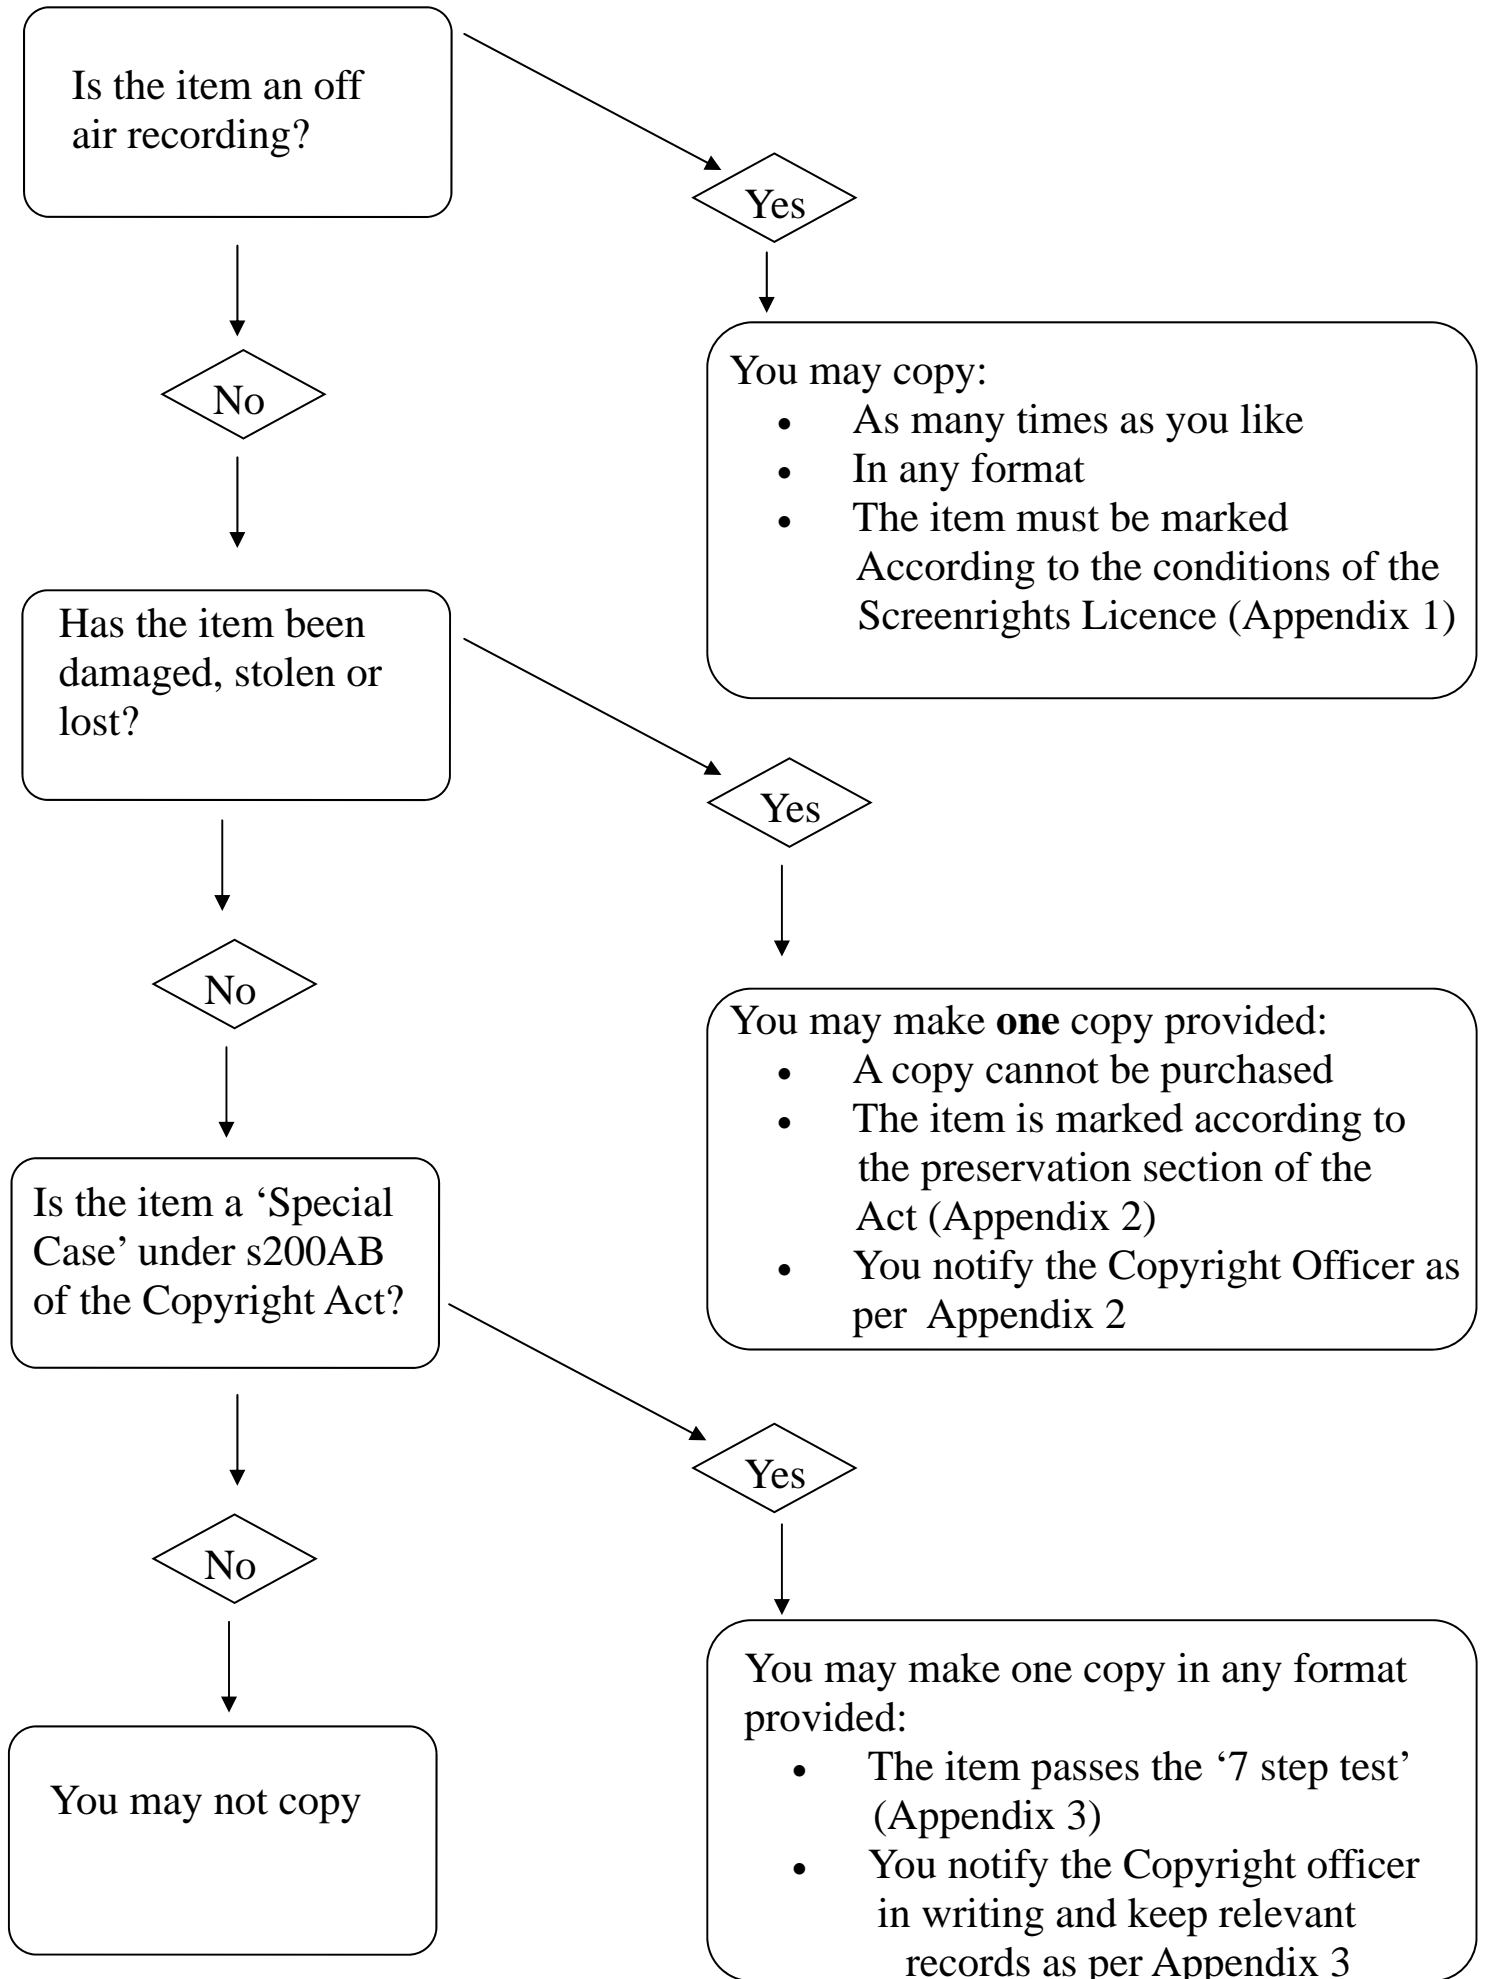 Is the item an off
air recording?
Yes
No
You may copy:
• As many times as you like
• In any format
• The item must be marked
According to the conditions of the
Screenrights Licence (Appendix 1)
Has the item been
damaged, stolen or
lost?
Yes
No
You may make one copy provided:
• A copy cannot be purchased
• The item is marked according to
the preservation section of the
Act (Appendix 2)
• You notify the Copyright Officer as
per Appendix 2
Is the item a ‘Special
Case’ under s200AB
of the Copyright Act?
Yes
No
You may make one copy in any format
provided:
• The item passes the ‘7 step test’
(Appendix 3)
• You notify the Copyright officer
in writing and keep relevant
records as per Appendix 3
You may not copy